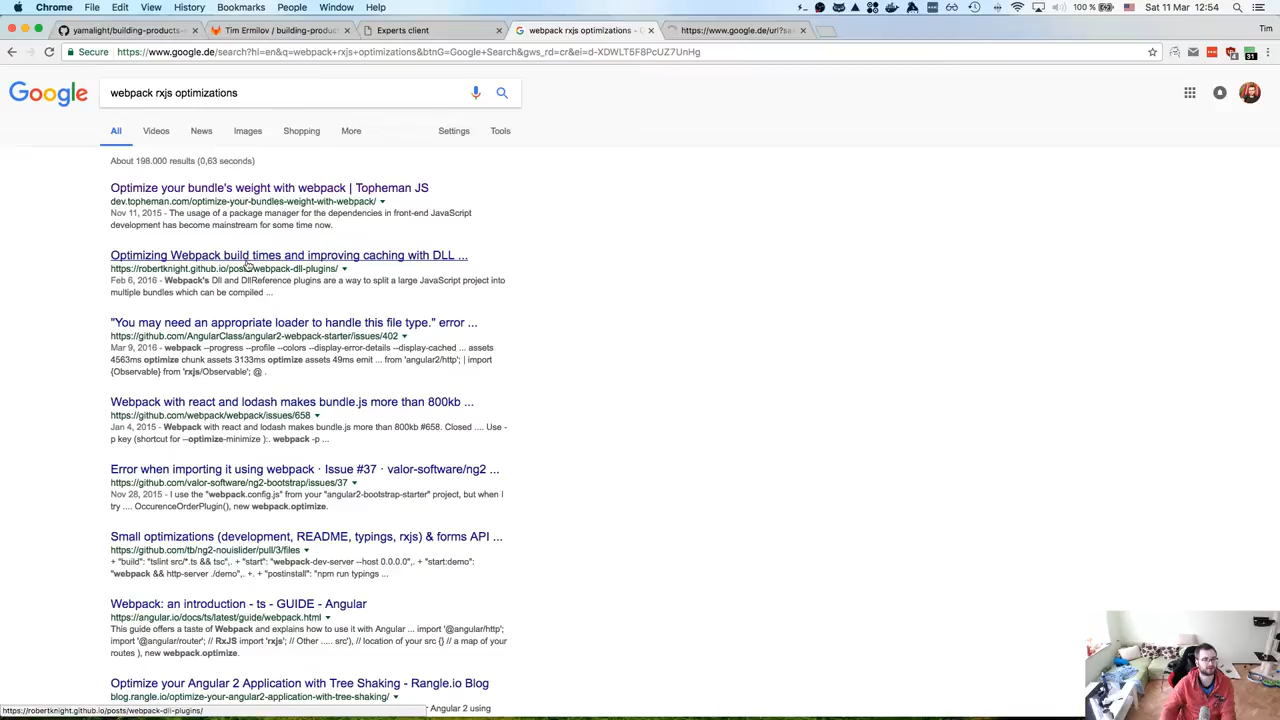 Chrome File Edit View History Bookmarks People Window Help 100 % Sat 11 Mar 12:54
yamalight/building-products-w Tim Ermilov / building-produc Experts client webpack rxjs optimizations - G https://www.google.de/url?sa= Tim
Secure https://www.google.de/search?hl=en&q=webpack+rxjs+optimizations&btnG=Google+Search&gws_rd=cr&ei=d-XDWLT5F8PcUZ7UnHg
Google webpack rxjs optimizations
All Videos News Images Shopping More Settings Tools
About 198.000 results (0,63 seconds)
Optimize your bundle's weight with webpack | Topheman JS
dev.topheman.com/optimize-your-bundles-weight-with-webpack/
Nov 11, 2015 - The usage of a package manager for the dependencies in front-end JavaScript
development has become mainstream for some time now.
Optimizing Webpack build times and improving caching with DLL ...
https://robertknight.github.io/posts/webpack-dll-plugins/
Feb 6, 2016 - Webpack's Dll and DllReference plugins are a way to split a large JavaScript project into
multiple bundles which can be compiled ...
"You may need an appropriate loader to handle this file type." error ...
https://github.com/AngularClass/angular2-webpack-starter/issues/402
Mar 9, 2016 - webpack --progress --profile --colors --display-error-details --display-cached ... assets
4563ms optimize chunk assets 3133ms optimize assets 49ms emit ... from 'angular2/http'; | import
{Observable} from 'rxjs/Observable'; @ .
Webpack with react and lodash makes bundle.js more than 800kb ...
https://github.com/webpack/webpack/issues/658
Jan 4, 2015 - Webpack with react and lodash makes bundle.js more than 800kb #658. Closed .... Use -
p key (shortcut for --optimize-minimize ):. webpack -p ...
Error when importing it using webpack · Issue #37 · valor-software/ng2 ...
https://github.com/valor-software/ng2-bootstrap/issues/37
Nov 28, 2015 - I use the "webpack.config.js" from your "angular2-bootstrap-starter" project, but when I
try .... OccurenceOrderPlugin(), new webpack.optimize.
Small optimizations (development, README, typings, rxjs) & forms API ...
https://github.com/tb/ng2-nouislider/pull/3/files
+ "build": "tslint src/*.ts && tsc",. + "start": "webpack-dev-server --host 0.0.0.0",. + "start:demo":
"webpack && http-server ./demo",. +. + "postinstall": "npm run typings ...
Webpack: an introduction - ts - GUIDE - Angular
https://angular.io/docs/ts/latest/guide/webpack.html
This guide offers a taste of Webpack and explains how to use it with Angular ... import '@angular/http';
import '@angular/router'; // RxJS import 'rxjs'; // Other ..... src'), // location of your src {} // a map of your
routes ), new webpack.optimize.
Optimize your Angular 2 Application with Tree Shaking - Rangle.io Blog
blog.rangle.io/optimize-your-angular2-application-with-tree-shaking/
r Angular 2 using
https://robertknight.github.io/posts/webpack-dll-plugins/